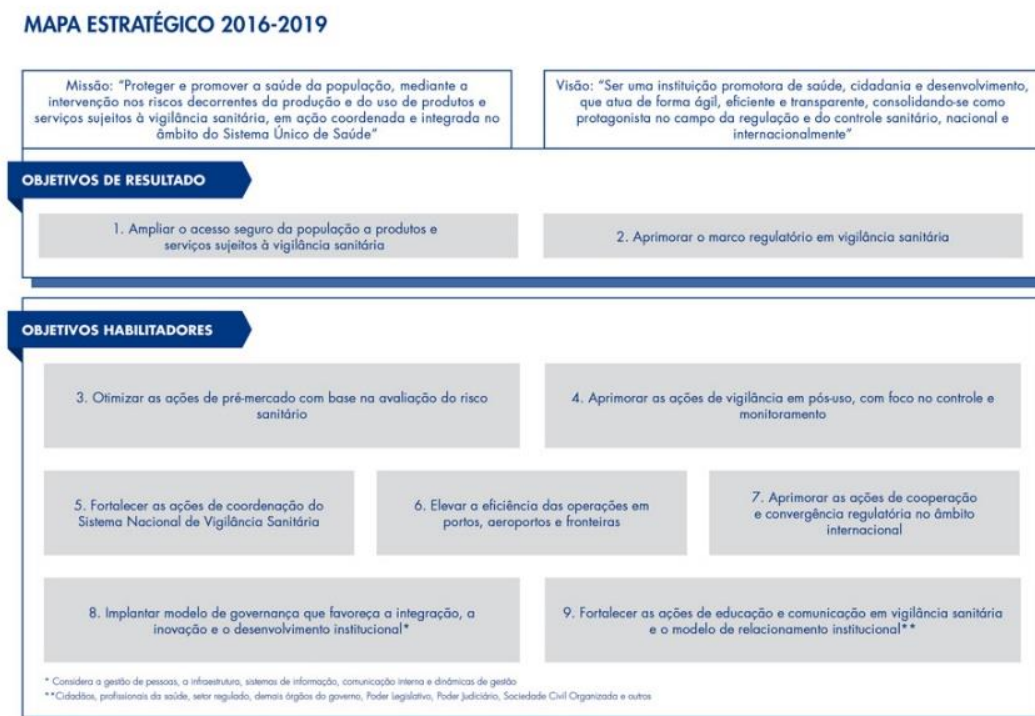 MAPA ESTRATÉGICO 2016-2019
Missão: “Proteger e promover a saúde da população, mediante a
intervenção nos riscos decorrentes da produção e do uso de produtos e
serviços sujeitos à vigilância sanitária, em ação coordenada e integrada no
âmbito do Sistema Único de Saúde”
Visão: “Ser uma instituição promotora de saúde, cidadania e desenvolvimento,
que atua de forma ágil, eficiente e transparente, consolidando-se como
protagonista no campo da regulação e do controle sanitário, nacional e
internacionalmente”
OBJETIVOS DE RESULTADO
1. Ampliar o acesso seguro da população a produtos e
serviços sujeitos à vigilância sanitária
2. Aprimorar o marco regulatório em vigilância sanitária
OBJETIVOS HABILITADORES
3. Otimizar as ações de pré-mercado com base na avaliação do risco
sanitário
4. Aprimorar as ações de vigilância em pós-uso, com foco no controle e
monitoramento
5. Fortalecer as ações de coordenação do
Sistema Nacional de Vigilância Sanitária
6. Elevar a eficiência das operações em
portos, aeroportos e fronteiras
7. Aprimorar as ações de cooperação
e convergência regulatória no âmbito
internacional
8. Implantar modelo de governança que favoreça a integração, a
inovação e o desenvolvimento institucional*
9. Fortalecer as ações de educação e comunicação em vigilância sanitária
e o modelo de relacionamento institucional**
* Considera a gestão de pessoas, a infraestrutura, sistemas de informação, comunicação interna e dinâmicas de gestão
**Cidadãos, profissionais da saúde, setor regulado, demais órgãos do governo, Poder Legislativo, Poder Judiciário, Sociedade Civil Organizada e outros